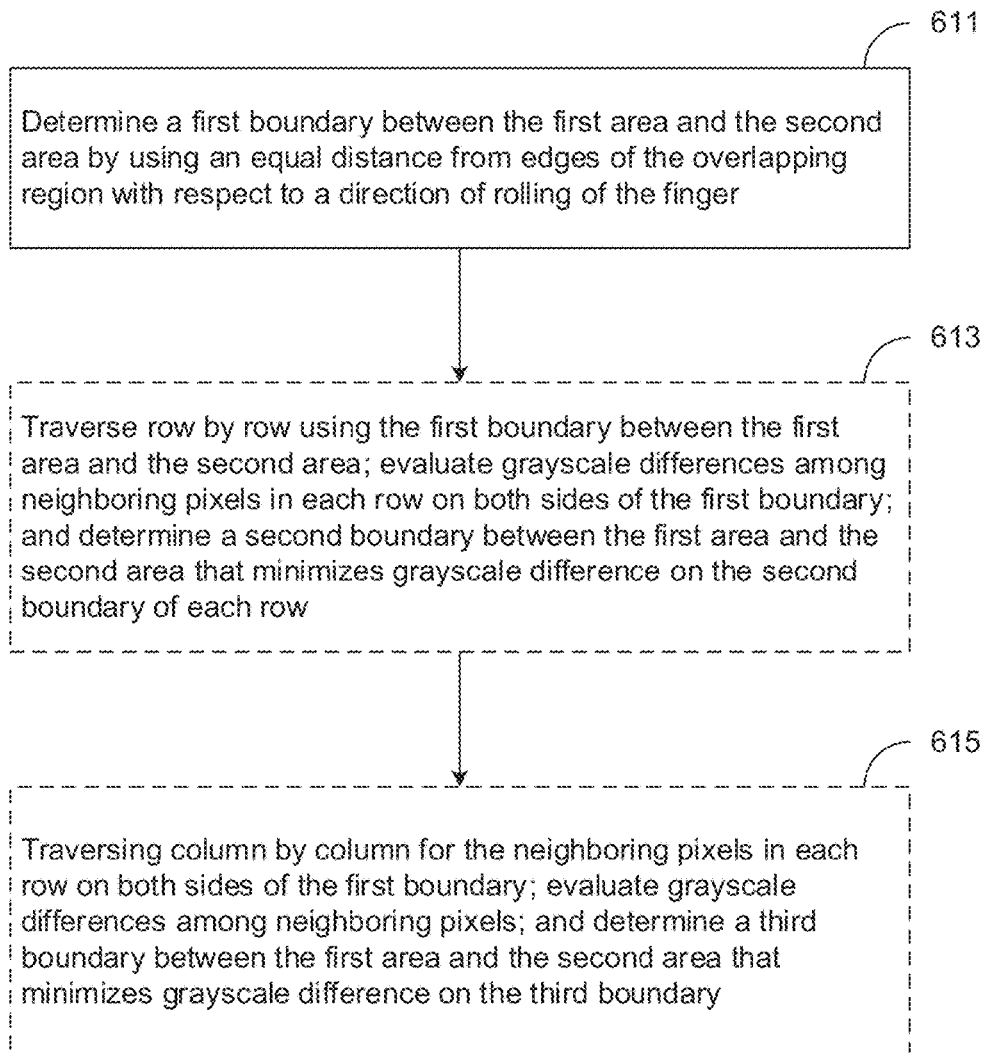 611
Determine a first boundary between the first area and the second
area by using an equal distance from edges of the overlapping
region with respect to a direction of rolling of the finger
613
Traverse row by row using the first boundary between the first
area and the second area; evaluate grayscale differences among
neighboring pixels in each row on both sides of the first boundary;
and determine a second boundary between the first area and the
second area that minimizes grayscale difference on the second
boundary of each row
615
Traversing column by column for the neighboring pixels in each
row on both sides of the first boundary; evaluate grayscale
differences among neighboring pixels; and determine a third
boundary between the first area and the second area that
minimizes grayscale difference on the third boundary